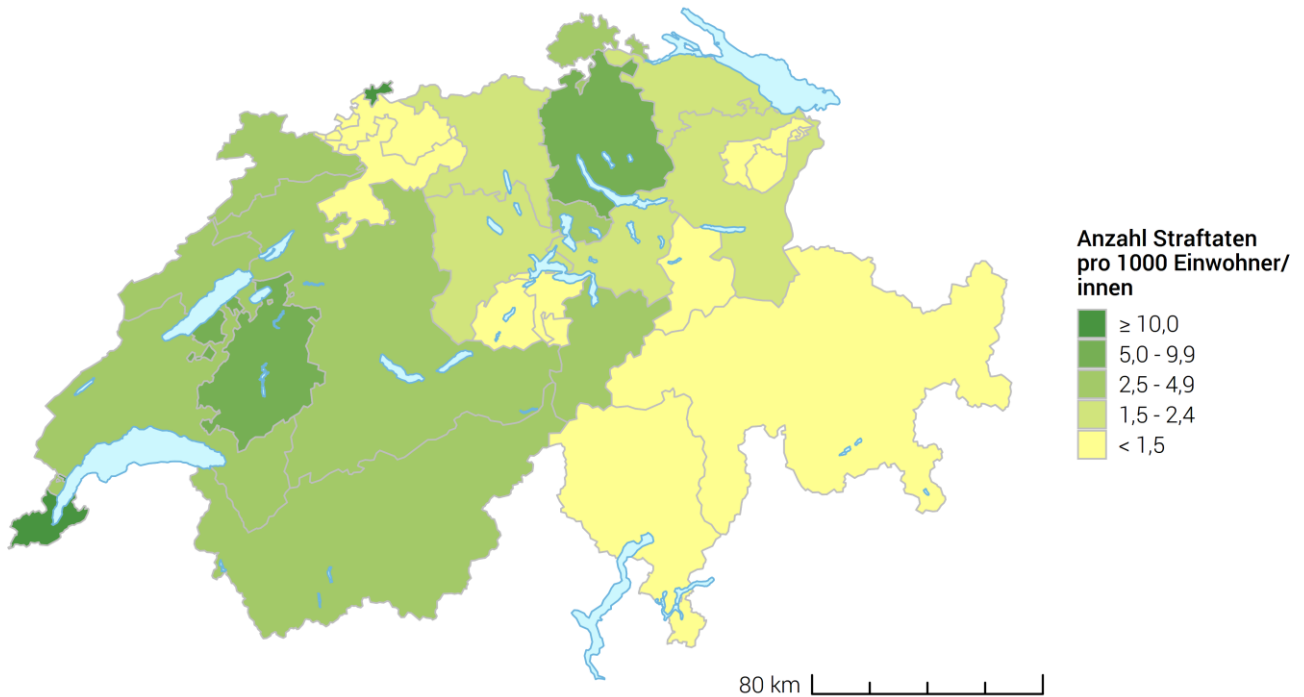 Anzahl Straftaten
pro 1000 Einwohner/
innen
≥ 10,0
5,0 - 9,9
2,5 - 4,9
1,5 - 2,4
< 1,5
80 km